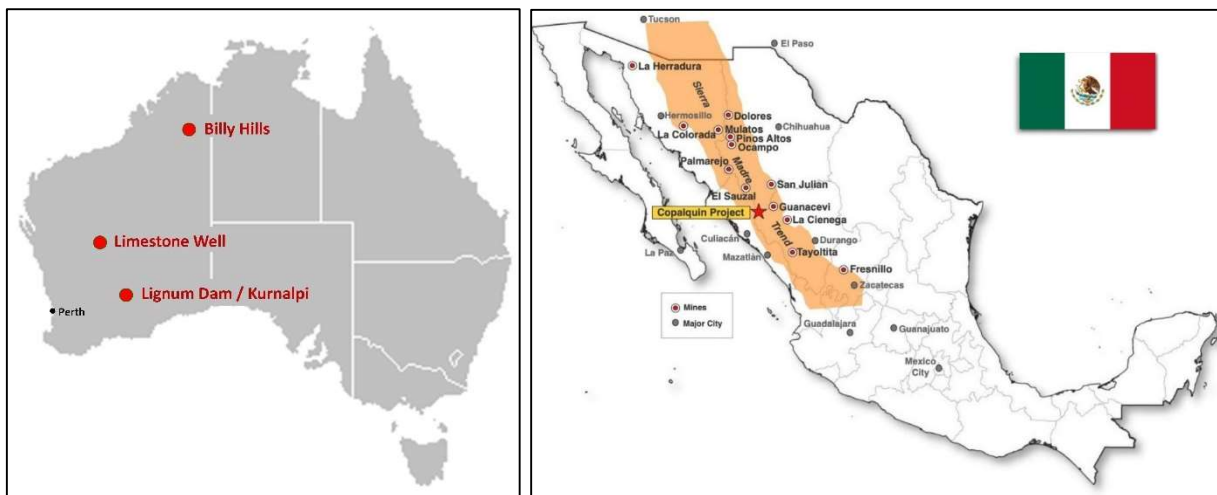 Billy Hills
Limestone Well
Lignum Dam / Kurnalpi
Perth
Tucson
El Paso
La Herradura
Sierra
Hermosillo
Dolores
La Colorada
Mulatos
Chihuahua
Pinos Altos
Ocampo
Palmarejo
Madre
San Julian
El Sauzal
Guanacevi
Copalquin Project
La Cienega
Trend
Culiacán
Durango
La Paz
Tayoltita
Mazatlán
Fresnillo
Zacatecas
Mines
Major City
Guadalajara
Guanajuato
Mexico
City